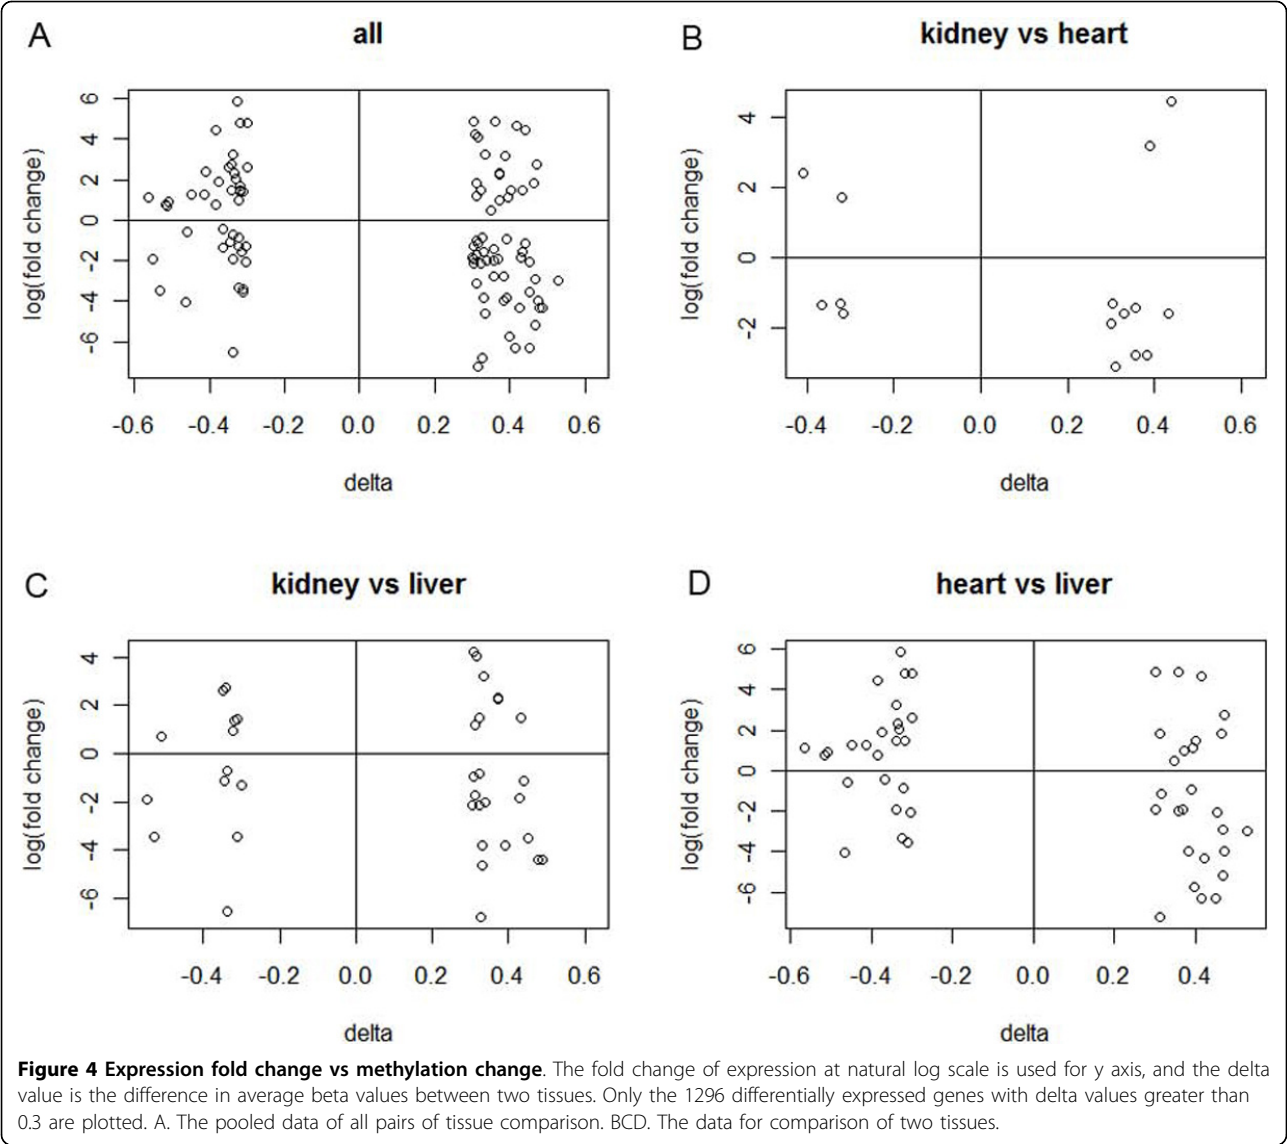 A
all
log(fold change)
6
4
2
0
-2
-4
-6
-0.6 -0.4 -0.2 0.0 0.2 0.4 0.6
delta
B
kidney vs heart
log(fold change)
4
2
0
-2
-0.4 -0.2 0.0 0.2 0.4 0.6
delta
C
kidney vs liver
log(fold change)
4
2
0
-2
-4
-6
-0.4 -0.2 0.0 0.2 0.4 0.6
delta
D
heart vs liver
log(fold change)
6
4
2
0
-2
-4
-6
-0.6 -0.4 -0.2 0.0 0.2 0.4
delta
Figure 4 Expression fold change vs methylation change. The fold change of expression at natural log scale is used for y axis, and the delta
value is the difference in average beta values between two tissues. Only the 1296 differentially expressed genes with delta values greater than
0.3 are plotted. A. The pooled data of all pairs of tissue comparison. BCD. The data for comparison of two tissues.